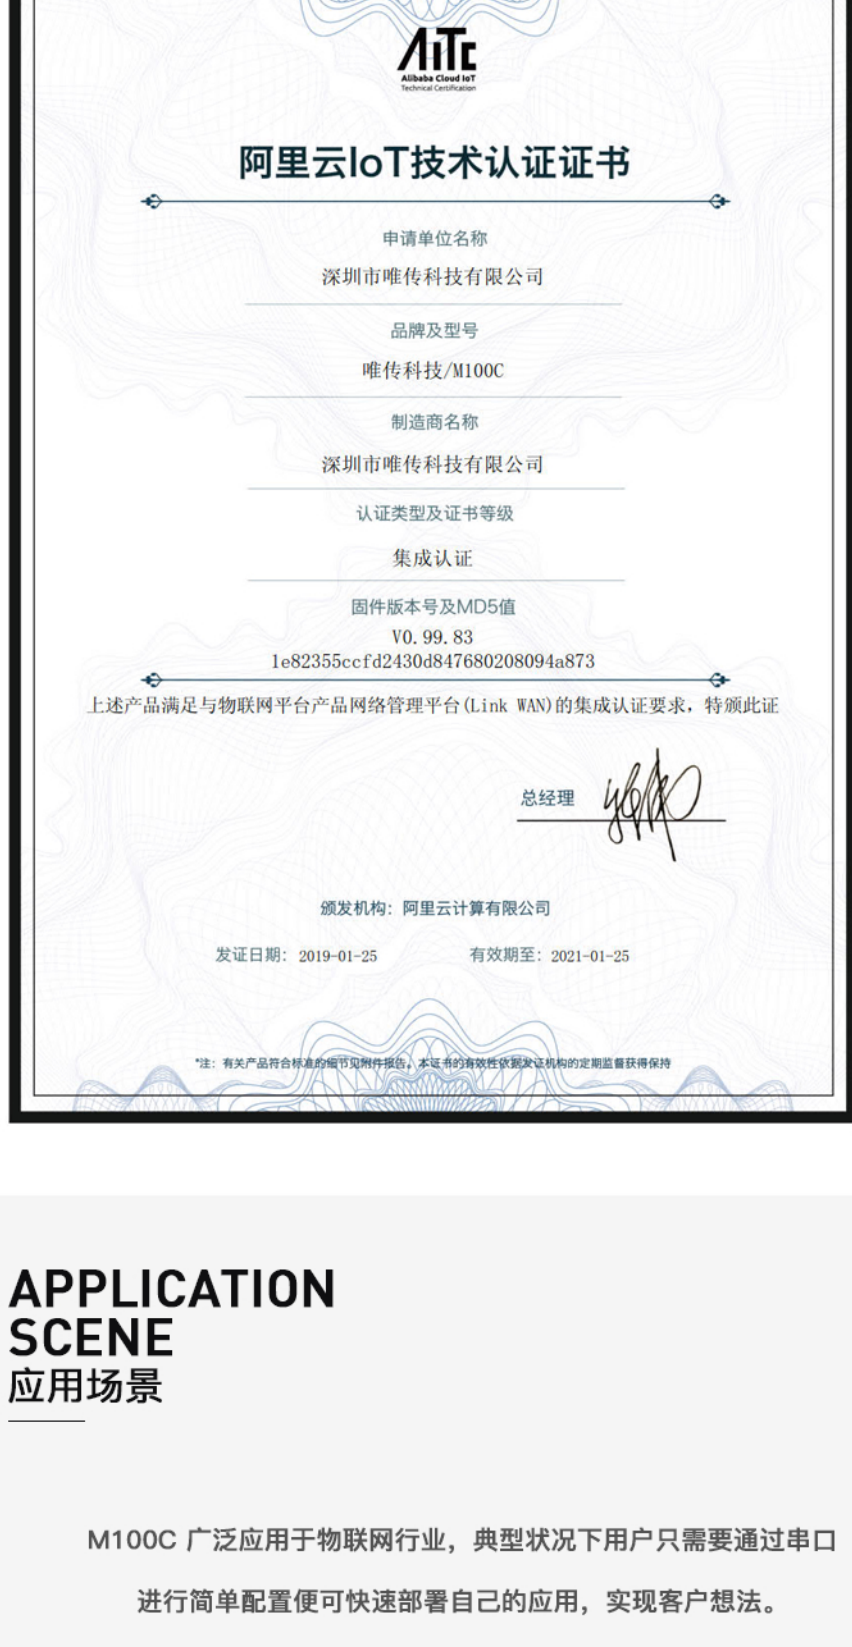 AiTc
Alibaba Cloud IoT
Technical Certification
阿里云IoT技术认证证书
申请单位名称
深圳市唯传科技有限公司
品牌及型号
唯传科技/M100C
制造商名称
深圳市唯传科技有限公司
认证类型及证书等级
集成认证
固件版本号及MD5值
V0.99.83
1e82355ccfd2430d847680208094a873
上述产品满足与物联网平台产品网络管理平台(Link WAN)的集成认证要求，特颁此证
总经理
颁发机构：阿里云计算有限公司
发证日期：2019-01-25 有效期至：2021-01-25
*注：有关产品符合标准的细节见附件报告。本证书的有效性依据发证机构的定期监督获得保持
APPLICATION
SCENE
应用场景
M100C 广泛应用于物联网行业，典型状况下用户只需要通过串口
进行简单配置便可快速部署自己的应用，实现客户想法。